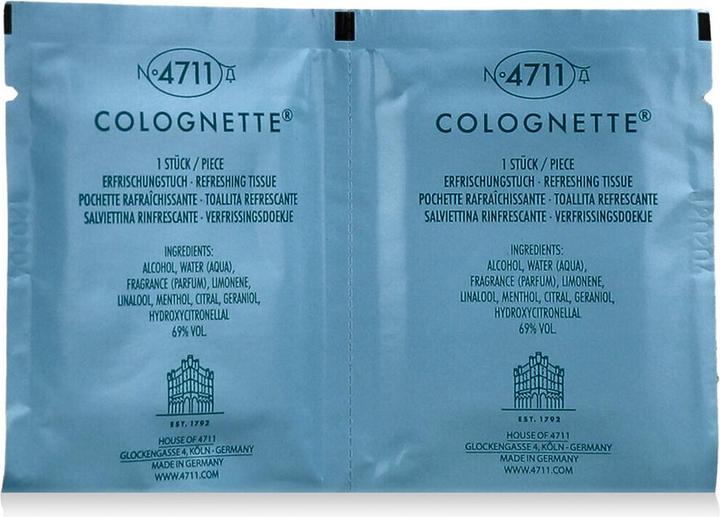 Nº 4711
COLOGNETTE®
1 STÜCK / PIECE
ERFRISCHUNGSTUCH · REFRESHING TISSUE
POCHETTE RAFRAÎCHISSANTE · TOALLITA REFRESCANTE
SALVIETTINA RINFRESCANTE · VERFRISSINGSDOEKJE
INGREDIENTS:
ALCOHOL, WATER (AQUA),
FRAGRANCE (PARFUM), LIMONENE,
LINALOOL, MENTHOL, CITRAL, GERANIOL,
HYDROXYCITRONELLAL
69% VOL.
EST. 1792
HOUSE OF 4711
GLOCKENGASSE 4, KÖLN - GERMANY
MADE IN GERMANY
WWW.4711.COM
Nº 4711
COLOGNETTE®
1 STÜCK / PIECE
ERFRISCHUNGSTUCH · REFRESHING TISSUE
POCHETTE RAFRAÎCHISSANTE · TOALLITA REFRESCANTE
SALVIETTINA RINFRESCANTE · VERFRISSINGSDOEKJE
INGREDIENTS:
ALCOHOL, WATER (AQUA),
FRAGRANCE (PARFUM), LIMONENE,
LINALOOL, MENTHOL, CITRAL, GERANIOL,
HYDROXYCITRONELLAL
69% VOL.
EST. 1792
HOUSE OF 4711
GLOCKENGASSE 4, KÖLN - GERMANY
MADE IN GERMANY
WWW.4711.COM